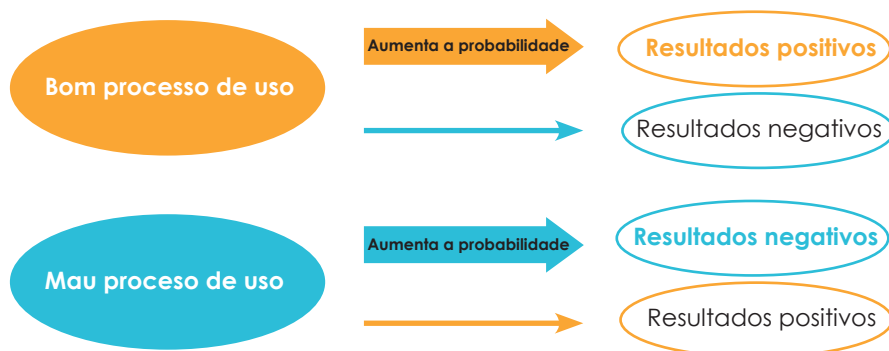 Bom processo de uso
Aumenta a probabilidade
Resultados positivos
Resultados negativos
Mau proceso de uso
Aumenta a probabilidade
Resultados negativos
Resultados positivos